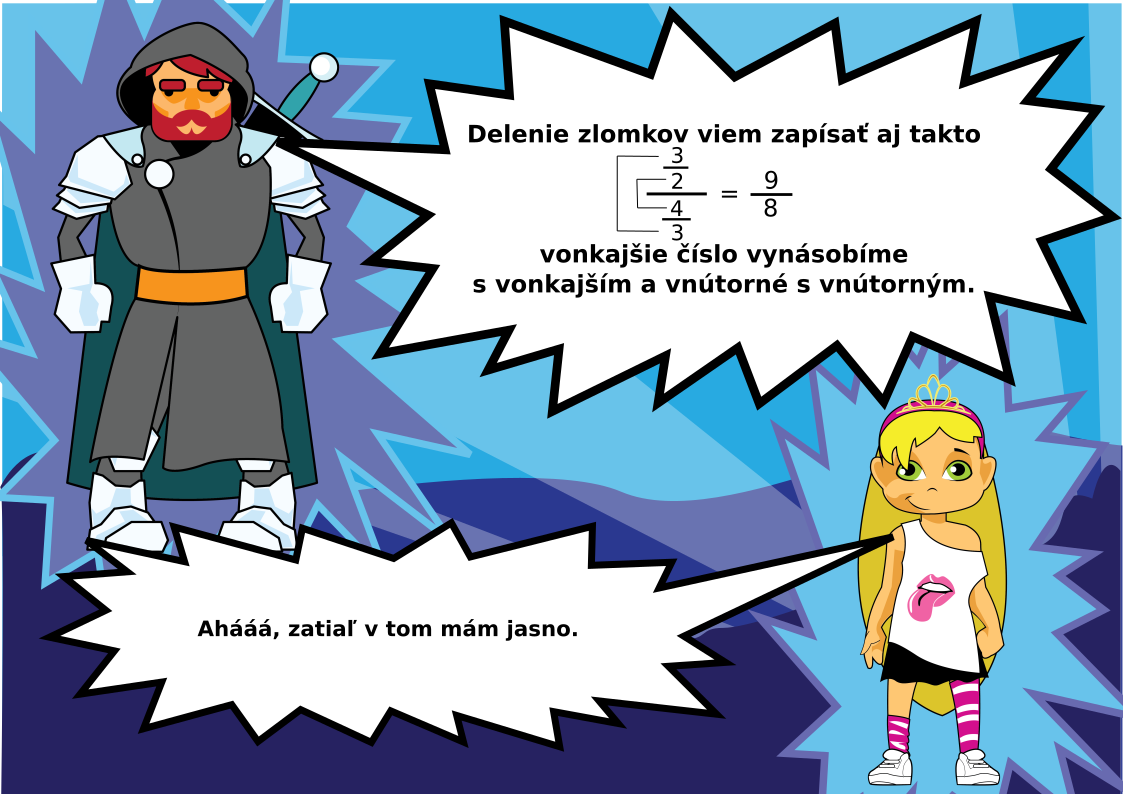 Delenie zlomkov viem zapísať aj takto
3
2
4
3
= 9
8
vonkajšie číslo vynásobíme
s vonkajším a vnútorné s vnútorným.
Ahááá, zatiaľ v tom mám jasno.